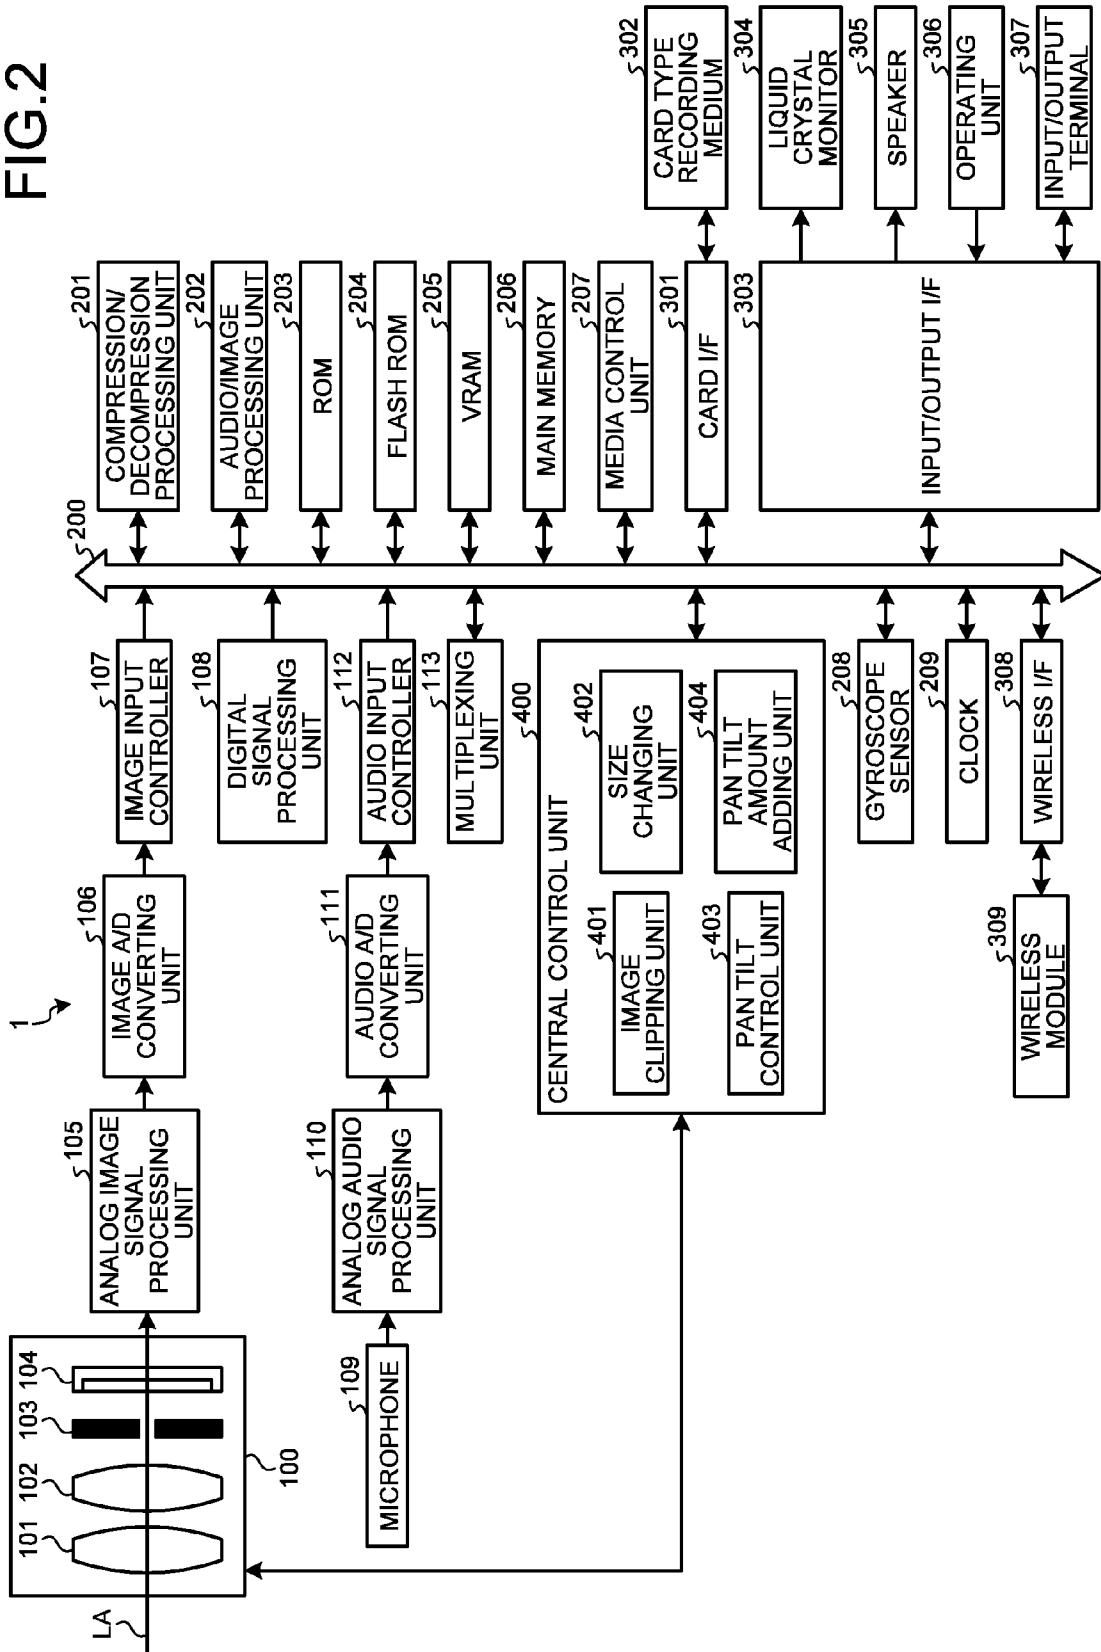 FIG.2
1
LA
101
102
103
104
100
105
ANALOG IMAGE
SIGNAL
PROCESSING
UNIT
106
IMAGE A/D
CONVERTING
UNIT
107
IMAGE INPUT
CONTROLLER
108
DIGITAL
SIGNAL
PROCESSING
UNIT
109
MICROPHONE
110
ANALOG AUDIO
SIGNAL
PROCESSING
UNIT
111
AUDIO A/D
CONVERTING
UNIT
112
AUDIO INPUT
CONTROLLER
113
MULTIPLEXING
UNIT
400
CENTRAL CONTROL UNIT
401
IMAGE
CLIPPING UNIT
402
SIZE
CHANGING
UNIT
403
PAN TILT
CONTROL UNIT
404
PAN TILT
AMOUNT
ADDING UNIT
208
GYROSCOPE
SENSOR
209
CLOCK
308
WIRELESS I/F
309
WIRELESS
MODULE
200
201
COMPRESSION/
DECOMPRESSION
PROCESSING UNIT
202
AUDIO/IMAGE
PROCESSING UNIT
203
ROM
204
FLASH ROM
205
VRAM
206
MAIN MEMORY
207
MEDIA CONTROL
UNIT
301
CARD I/F
302
CARD TYPE
RECORDING
MEDIUM
303
INPUT/OUTPUT I/F
304
LIQUID
CRYSTAL
MONITOR
305
SPEAKER
306
OPERATING
UNIT
307
INPUT/OUTPUT
TERMINAL